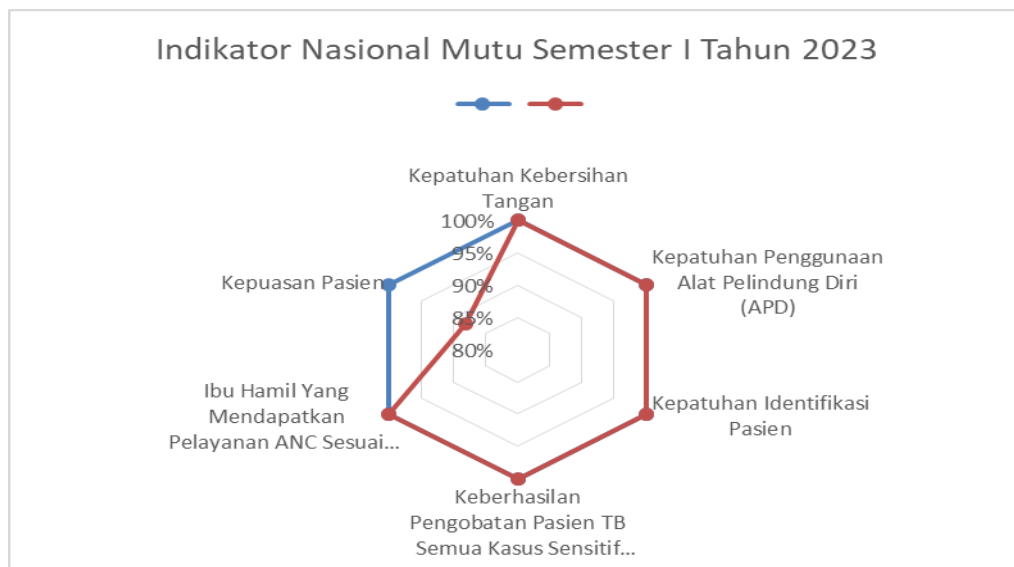 Indikator Nasional Mutu Semester I Tahun 2023
Kepatuhan Kebersihan
Tangan
100%
95%
90%
85%
80%
Kepatuhan Penggunaan
Alat Pelindung Diri
(APD)
Kepatuhan Identifikasi
Pasien
Keberhasilan
Pengobatan Pasien TB
Semua Kasus Sensitif...
Ibu Hamil Yang
Mendapatkan
Pelayanan ANC Sesuai...
Kepuasan Pasien